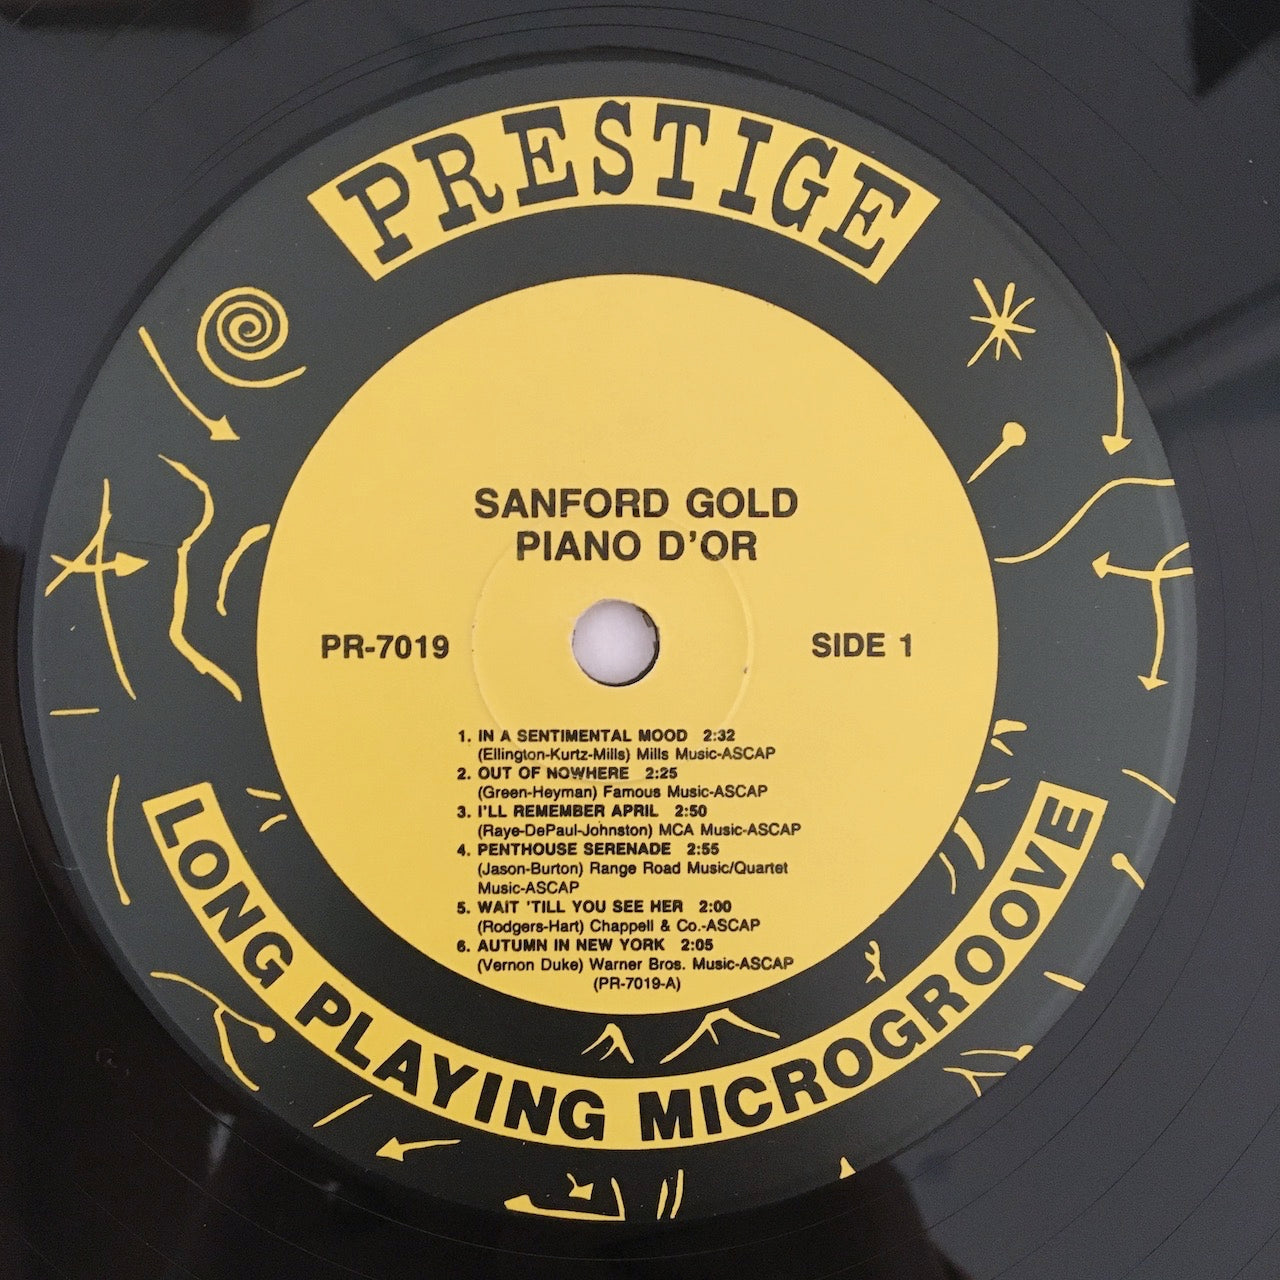 PRESTIGE
SANFORD GOLD
PIANO D'OR
PR-7019
SIDE 1
1. IN A SENTIMENTAL MOOD 2:32
(Ellington-Kurtz-Mills) Mills Music-ASCAP
2. OUT OF NOWHERE 2:25
(Green-Heyman) Famous Music-ASCAP
3. I'LL REMEMBER APRIL 2:50
(Raye-DePaul-Johnston) MCA Music-ASCAP
4. PENTHOUSE SERENADE 2:55
(Jason-Burton) Range Road Music/Quartet
Music-ASCAP
5. WAIT 'TILL YOU SEE HER 2:00
(Rodgers-Hart) Chappell & Co.-ASCAP
6. AUTUMN IN NEW YORK 2:05
(Vernon Duke) Warner Bros. Music-ASCAP
(PR-7019-A)
LONG PLAYING MICROGROOVE